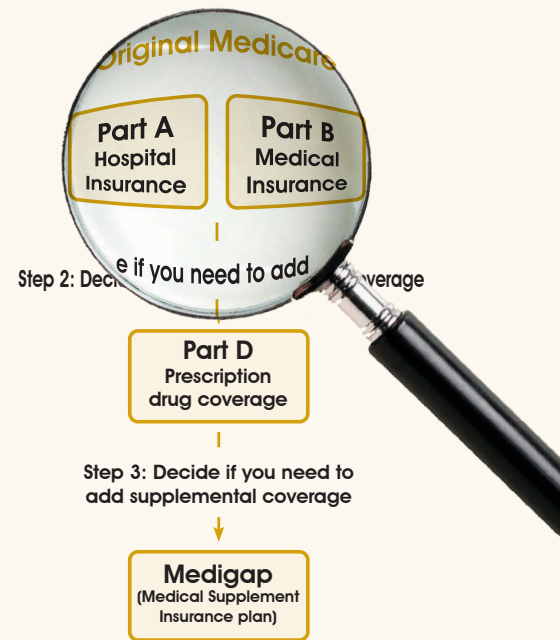 Original Medicare
Part A
Hospital
Insurance
Part B
Medical
Insurance
Step 2: Deci e if you need to add verage
Part D
Prescription
drug coverage
Step 3: Decide if you need to
add supplemental coverage
Medigap
(Medical Supplement
Insurance plan)